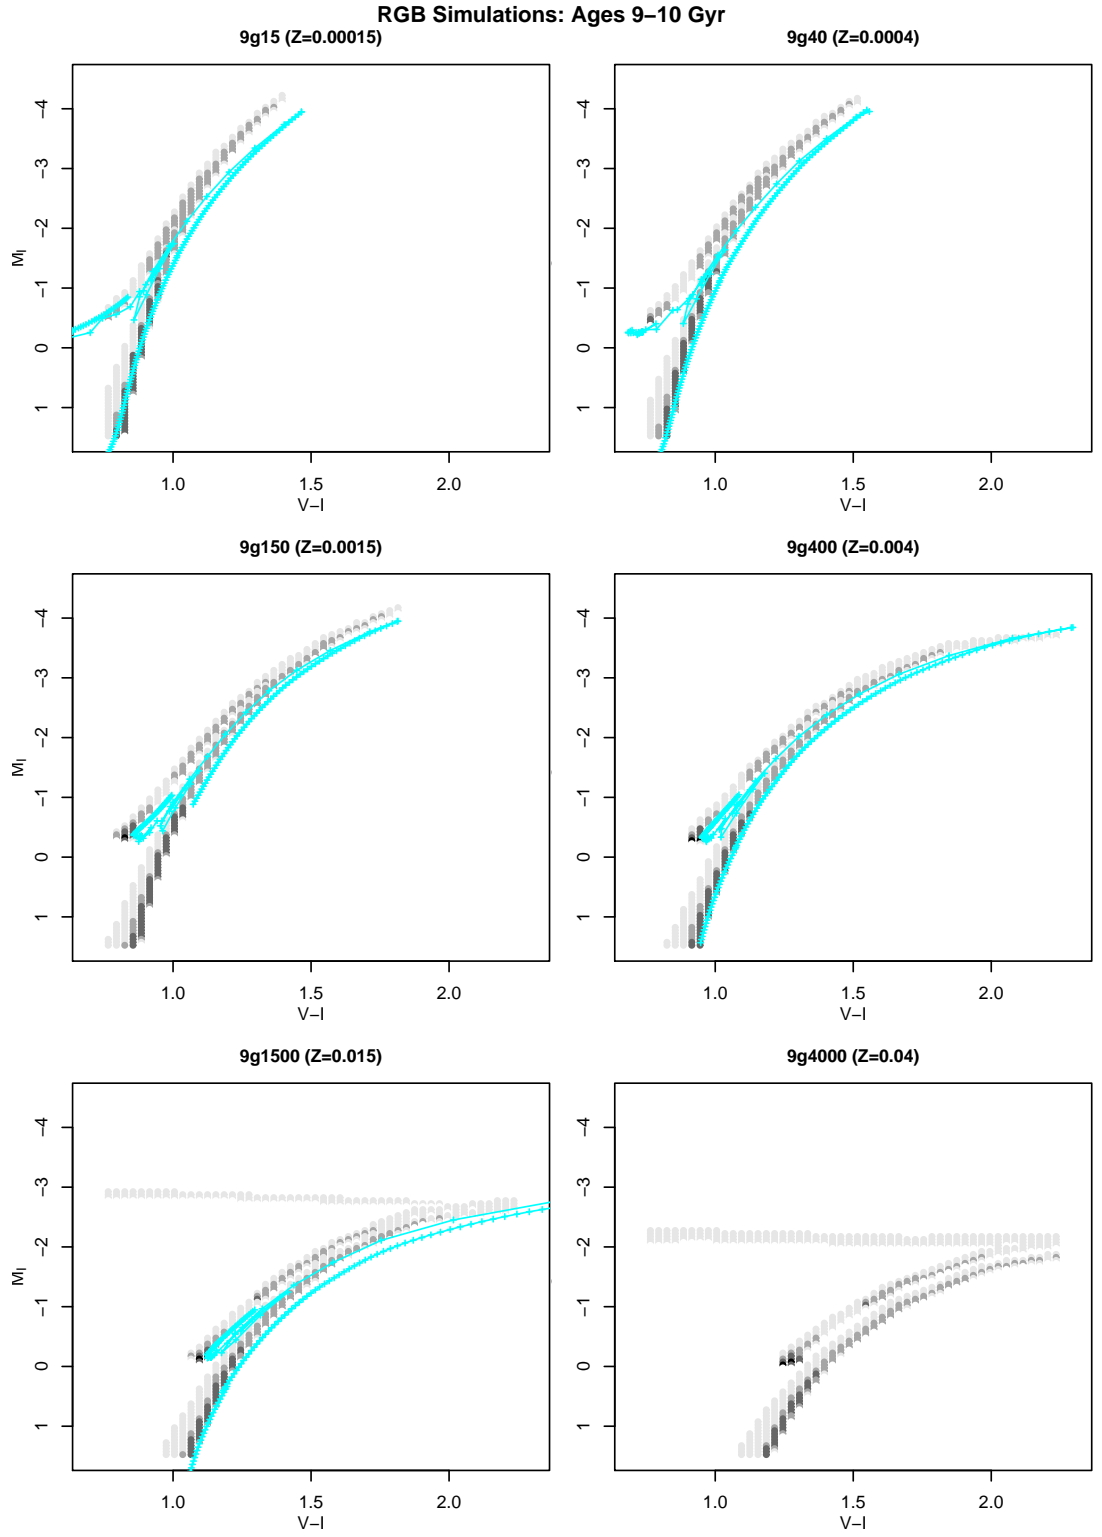 RGB Simulations: Ages 9−10 Gyr
9g15 (Z=0.00015)
−4
−3
−2
−1
0
1
MI
1.0 1.5 2.0
V−I
9g40 (Z=0.0004)
−4
−3
−2
−1
0
1
1.0 1.5 2.0
V−I
9g150 (Z=0.0015)
−4
−3
−2
−1
0
1
MI
1.0 1.5 2.0
V−I
9g400 (Z=0.004)
−4
−3
−2
−1
0
1
1.0 1.5 2.0
V−I
9g1500 (Z=0.015)
−4
−3
−2
−1
0
1
MI
1.0 1.5 2.0
V−I
9g4000 (Z=0.04)
−4
−3
−2
−1
0
1
1.0 1.5 2.0
V−I